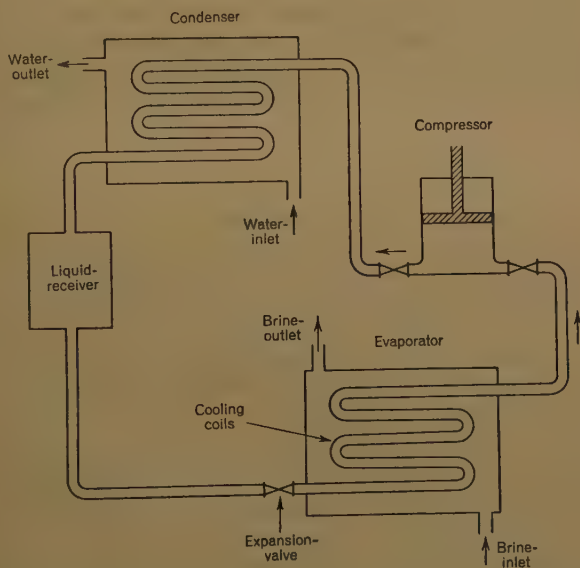 Condenser
Water-
outlet
Compressor
Water-
inlet
Liquid-
receiver
Brine-
outlet
Evaporator
Cooling
coils
Expansion-
valve
Brine-
inlet